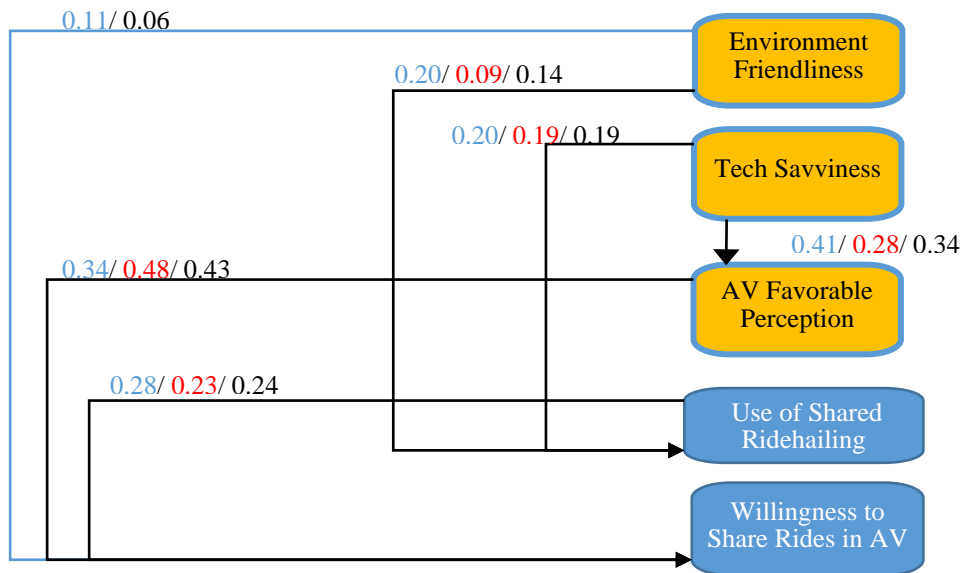 0.11/ 0.06
Environment
Friendliness
0.20/ 0.09/ 0.14
0.20/ 0.19/ 0.19
Tech Savviness
0.41/ 0.28/ 0.34
0.34/ 0.48/ 0.43
AV Favorable
Perception
0.28/ 0.23/ 0.24
Use of Shared
Ridehailing
Willingness to
Share Rides in AV